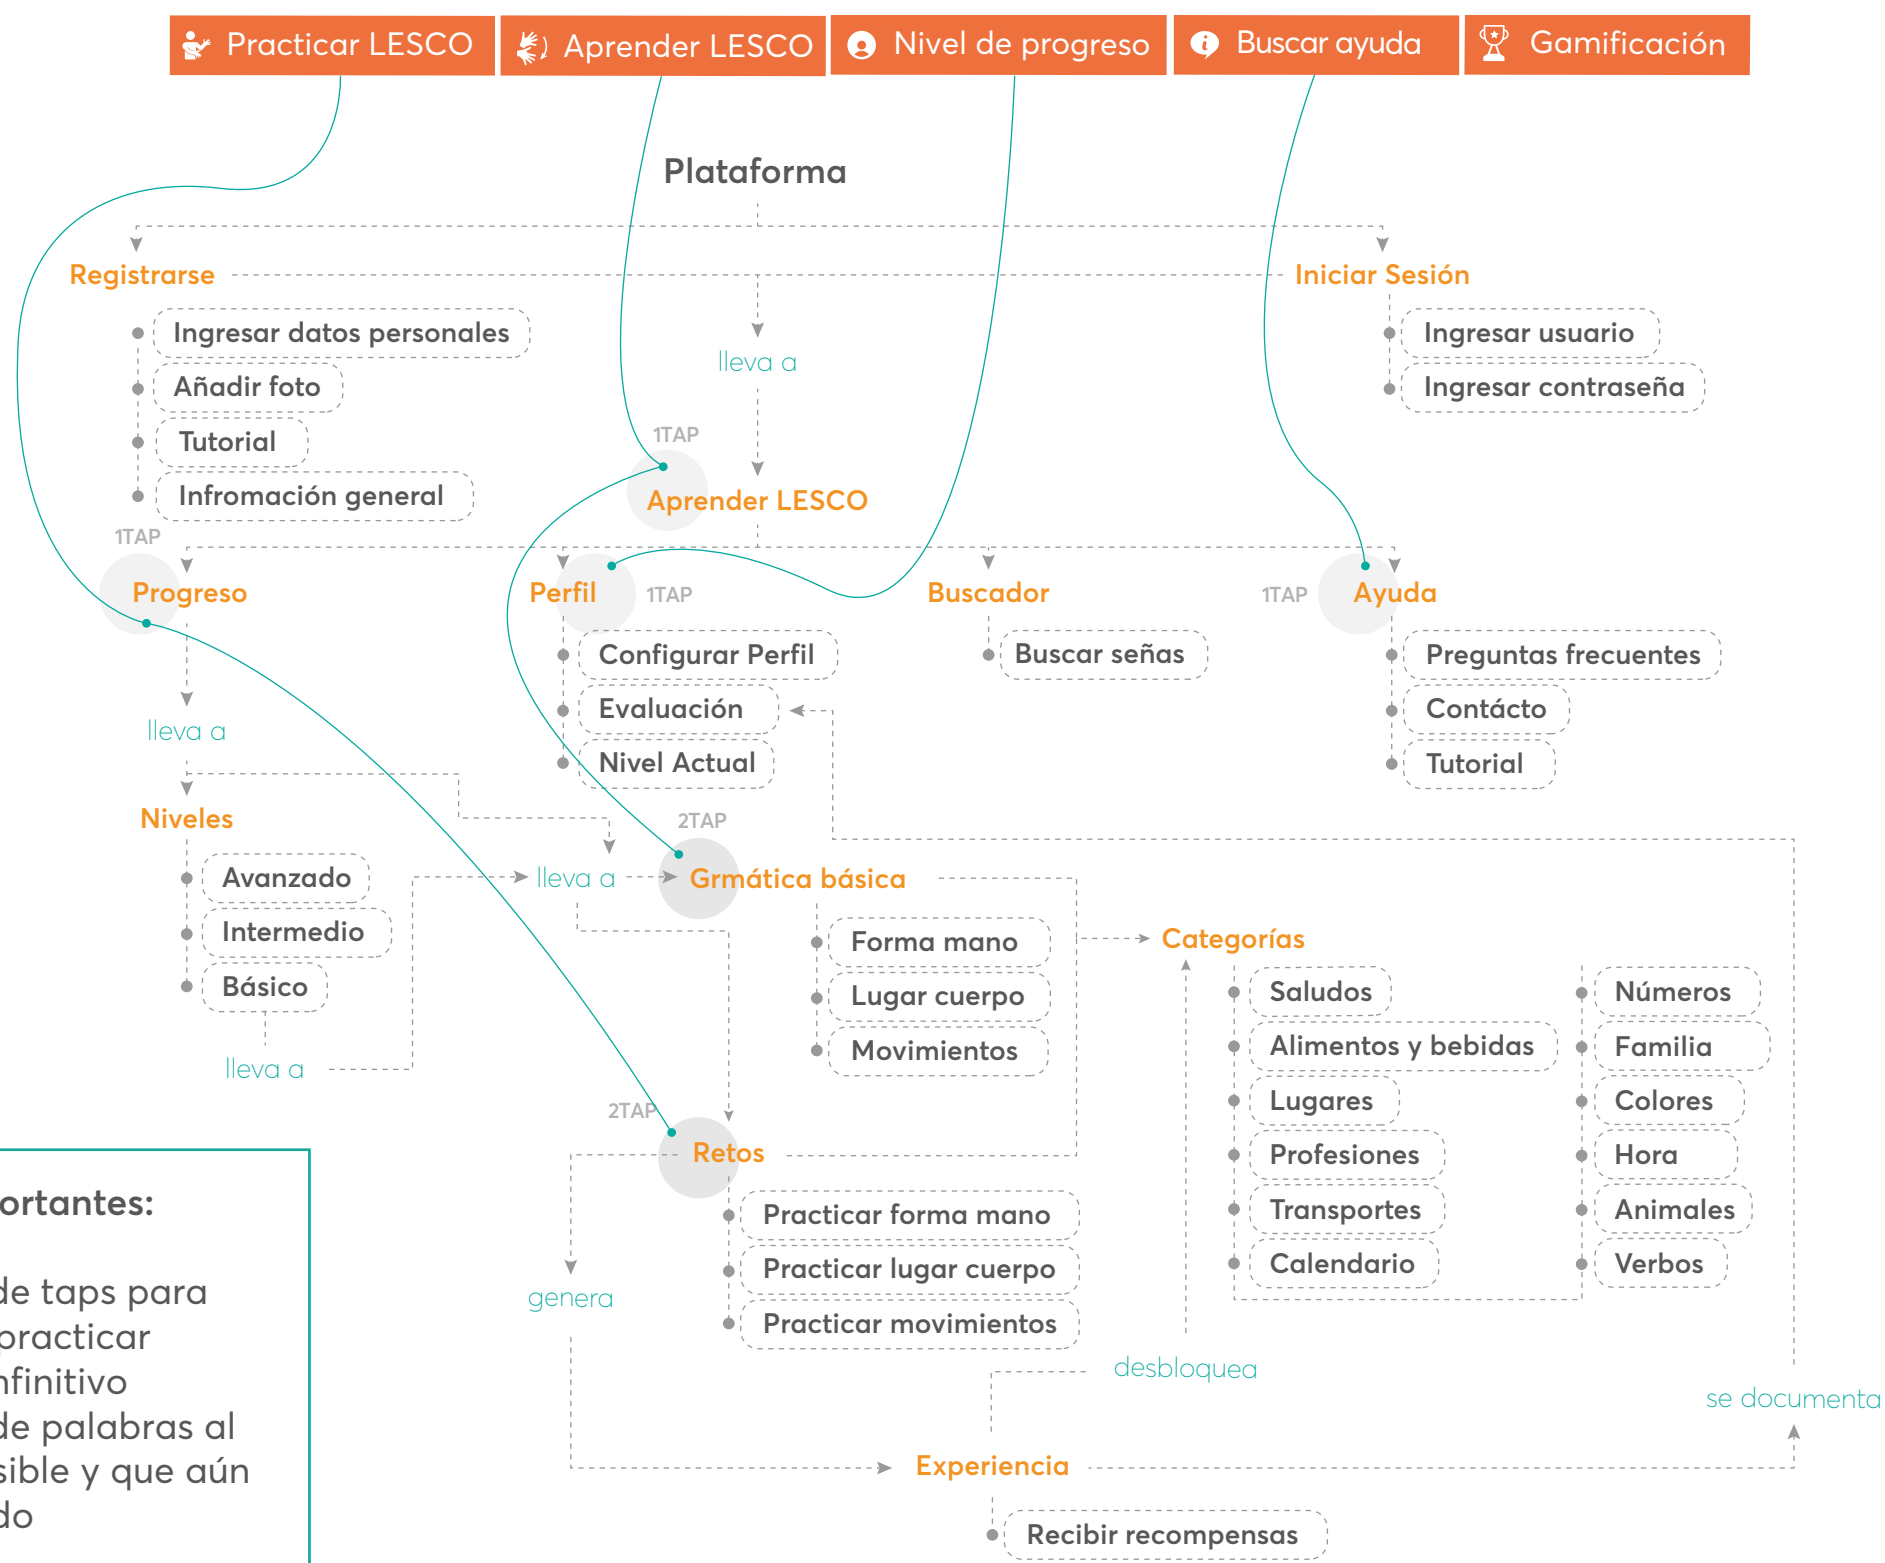 Practicar LESCO
Aprender LESCO
Nivel de progreso
Buscar ayuda
Gamificación
Plataforma
Registrarse
Iniciar Sesión
Ingresar datos personales
Añadir foto
Tutorial
Infromación general
lleva a
Ingresar usuario
Ingresar contraseña
1TAP
Aprender LESCO
1TAP
Progreso
Perfil
1TAP
Buscador
1TAP
Ayuda
Configurar Perfil
Evaluación
Nivel Actual
Buscar señas
Preguntas frecuentes
Contácto
Tutorial
lleva a
Niveles
Avanzado
Intermedio
Básico
lleva a
lleva a
2TAP
Grmática básica
Forma mano
Lugar cuerpo
Movimientos
Categorías
Saludos
Alimentos y bebidas
Lugares
Profesiones
Transportes
Calendario
Números
Familia
Colores
Hora
Animales
Verbos
2TAP
Retos
Practicar forma mano
Practicar lugar cuerpo
Practicar movimientos
genera
desbloquea
se documenta
Experiencia
Recibir recompensas
ortantes:
de taps para
practicar
nfinitivo
de palabras al
sible y que aún
do